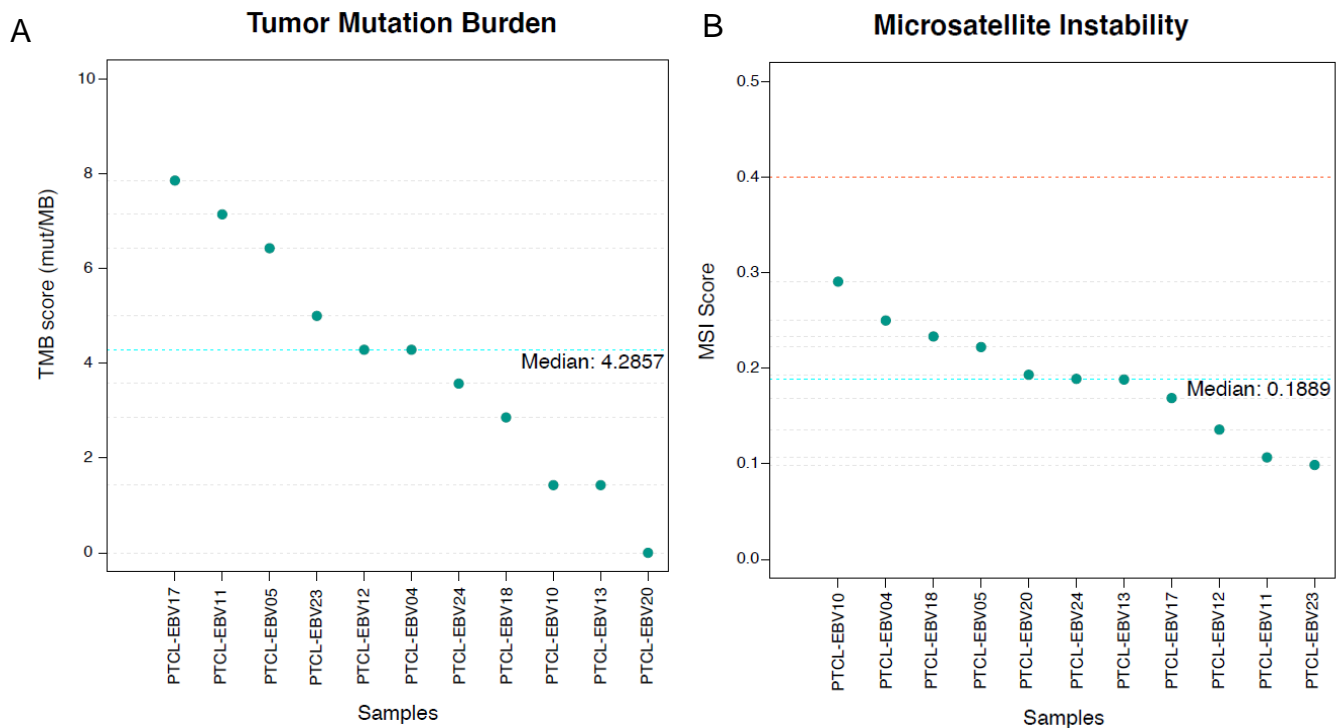 A
Tumor Mutation Burden
TMB score (mut/MB)
10
8
6
4
2
0
Median: 4.2857
PTCL-EBV17
PTCL-EBV11
PTCL-EBV05
PTCL-EBV23
PTCL-EBV12
PTCL-EBV04
PTCL-EBV24
PTCL-EBV18
PTCL-EBV10
PTCL-EBV13
PTCL-EBV20
Samples
B
Microsatellite Instability
MSI Score
0.5
0.4
0.3
0.2
0.1
0.0
Median: 0.1889
PTCL-EBV10
PTCL-EBV04
PTCL-EBV18
PTCL-EBV05
PTCL-EBV20
PTCL-EBV24
PTCL-EBV13
PTCL-EBV17
PTCL-EBV12
PTCL-EBV11
PTCL-EBV23
Samples